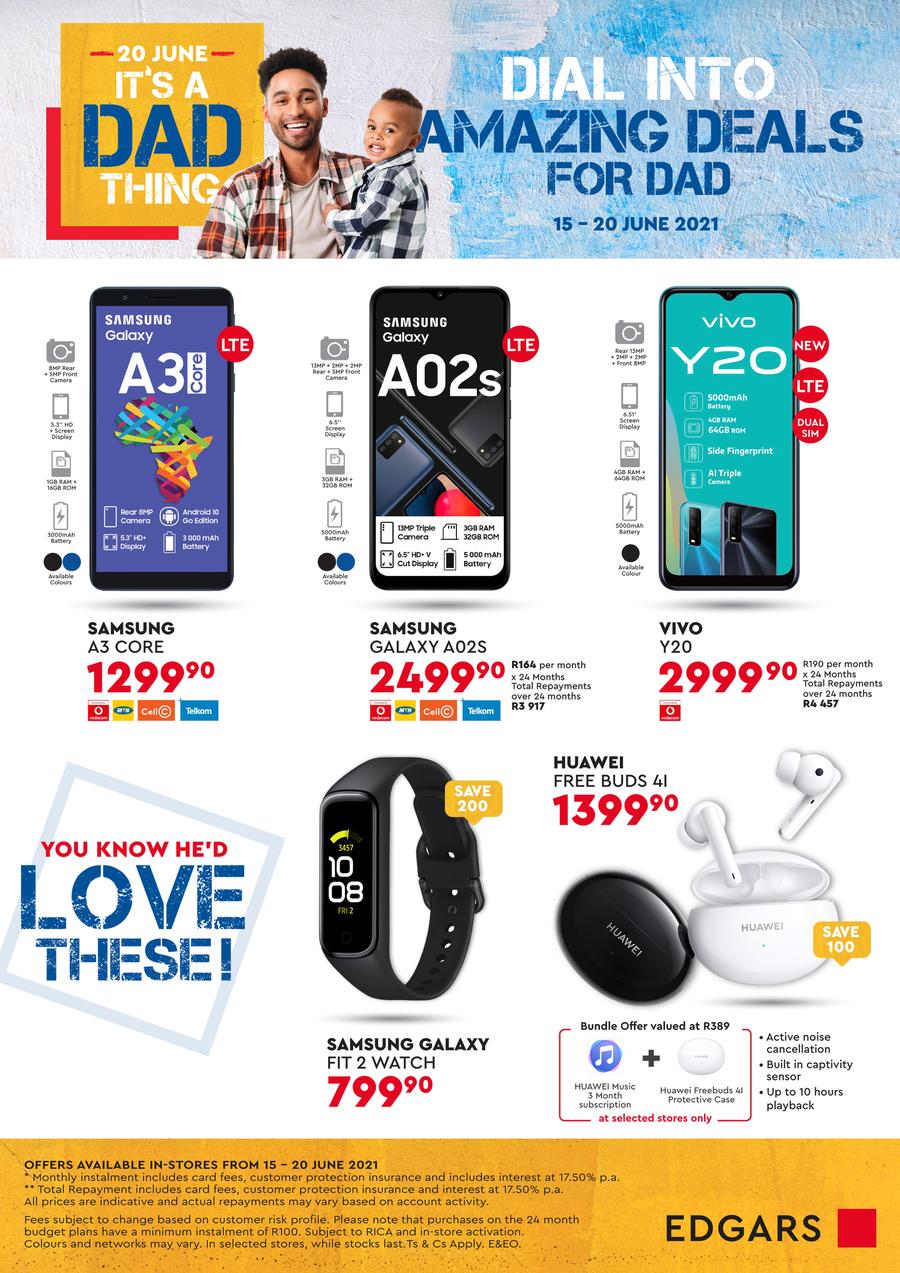 20 JUNE
IT'S A
DAD
THING
DIAL INTO
AMAZING DEALS
FOR DAD
15 – 20 JUNE 2021
8MP Rear
+ 5MP Front
Camera
5.3" HD
+ Screen
Display
1GB RAM +
16GB ROM
3000mAh
Battery
Available
Colours
SAMSUNG
Galaxy
A3 Core
Rear 8MP
Camera
Android 10
Go Edition
5.3" HD+
Display
3 000 mAh
Battery
LTE
13MP + 2MP + 2MP
Rear + 5MP Front
Camera
6.5"
Screen
Display
3GB RAM +
32GB ROM
5000mAh
Battery
Available
Colours
SAMSUNG
Galaxy
A02s
13MP Triple
Camera
3GB RAM
32GB ROM
6.5" HD+ V
Cut Display
5 000 mAh
Battery
LTE
Rear 13MP
+ 2MP + 2MP
+ Front 8MP
6.51'
Screen
Display
4GB RAM +
64GB ROM
5000mAh
Battery
Available
Colour
vivo
Y20
5000mAh
Battery
4GB RAM
64GB ROM
Side Fingerprint
AI Triple
Camera
NEW
LTE
DUAL
SIM
SAMSUNG
A3 CORE
1299 90
vodacom
MTN
Cell C
Telkom
SAMSUNG
GALAXY A02S
2499 90
R164 per month
x 24 Months
Total Repayments
over 24 months
R3 917
vodacom
MTN
Cell C
Telkom
VIVO
Y20
2999 90
R190 per month
x 24 Months
Total Repayments
over 24 months
R4 457
vodacom
YOU KNOW HE'D
LOVE
THESE!
3457
10
08
FRI 2
SAVE
200
SAMSUNG GALAXY
FIT 2 WATCH
799 90
HUAWEI
FREE BUDS 4I
1399 90
HUAWEI
HUAWEI
SAVE
100
Bundle Offer valued at R389
+
HUAWEI Music
3 Month
subscription
HUAWEI
Huawei Freebuds 4I
Protective Case
at selected stores only
• Active noise
cancellation
• Built in captivity
sensor
• Up to 10 hours
playback
OFFERS AVAILABLE IN-STORES FROM 15 – 20 JUNE 2021
* Monthly instalment includes card fees, customer protection insurance and includes interest at 17.50% p.a.
** Total Repayment includes card fees, customer protection insurance and interest at 17.50% p.a.
All prices are indicative and actual repayments may vary based on account activity.
Fees subject to change based on customer risk profile. Please note that purchases on the 24 month
budget plans have a minimum instalment of R100. Subject to RICA and in-store activation.
Colours and networks may vary. In selected stores, while stocks last.Ts & Cs Apply. E&EO.
EDGARS